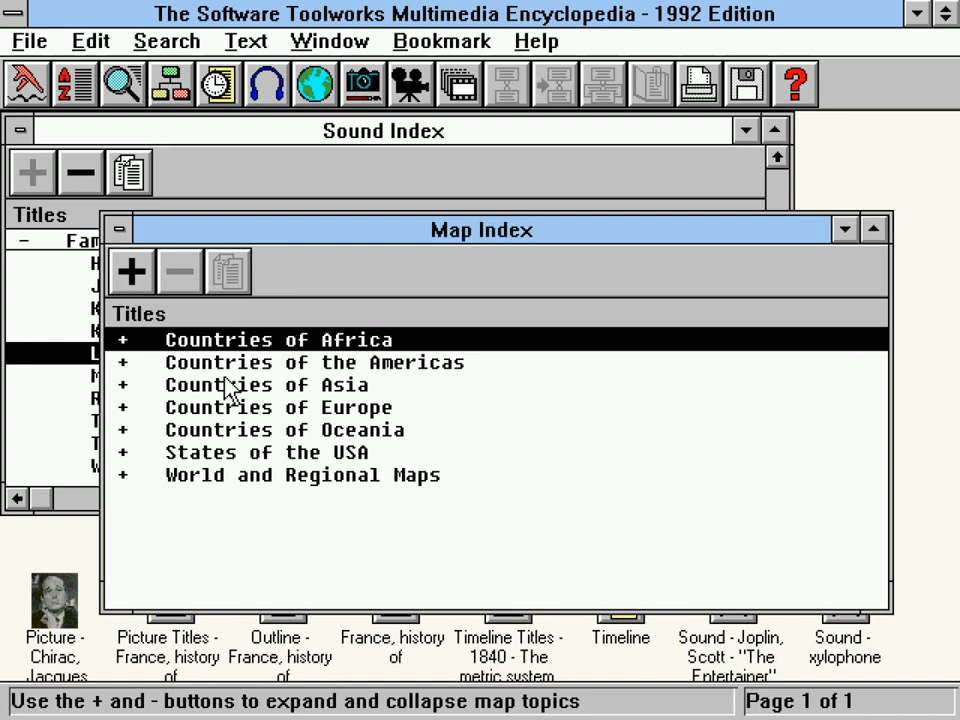 The Software Toolworks Multimedia Encyclopedia - 1992 Edition
File Edit Search Text Window Bookmark Help
Sound Index
Titles
− Fam
Map Index
Titles
+ Countries of Africa
+ Countries of the Americas
+ Countries of Asia
+ Countries of Europe
+ Countries of Oceania
+ States of the USA
+ World and Regional Maps
Picture - Chirac, Jacques
Picture Titles - France, history of
Outline - France, history of
France, history of
Timeline Titles - 1840 - The metric system
Timeline
Sound - Joplin, Scott - "The Entertainer"
Sound - xylophone
Use the + and - buttons to expand and collapse map topics
Page 1 of 1